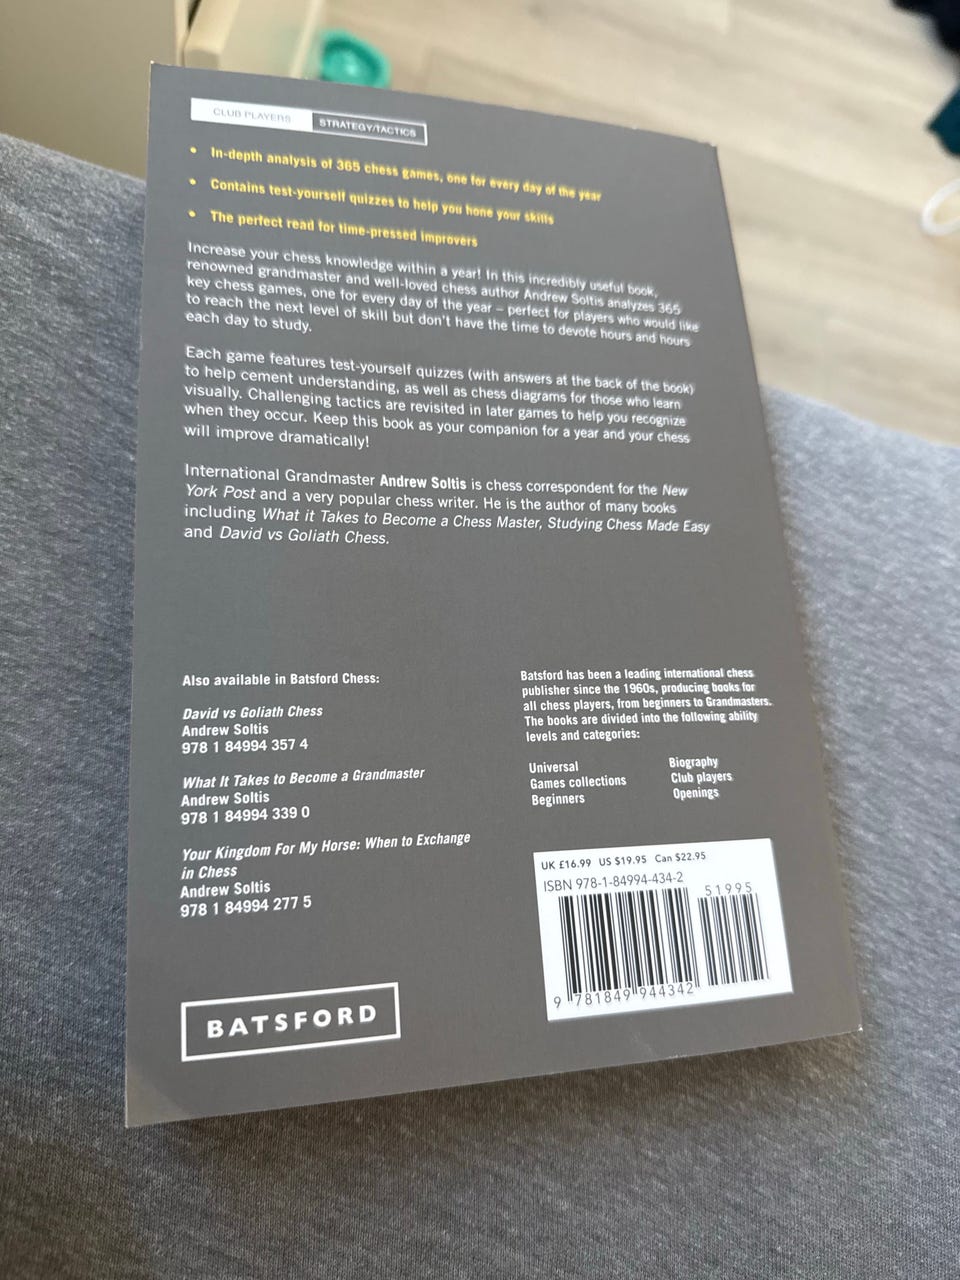 CLUB PLAYERS STRATEGY/TACTICS
• In-depth analysis of 365 chess games, one for every day of the year
• Contains test-yourself quizzes to help you hone your skills
• The perfect read for time-pressed improvers
Increase your chess knowledge within a year! In this incredibly useful book,
renowned grandmaster and well-loved chess author Andrew Soltis analyzes 365
key chess games, one for every day of the year – perfect for players who would like
to reach the next level of skill but don't have the time to devote hours and hours
each day to study.
Each game features test-yourself quizzes (with answers at the back of the book)
to help cement understanding, as well as chess diagrams for those who learn
visually. Challenging tactics are revisited in later games to help you recognize
when they occur. Keep this book as your companion for a year and your chess
will improve dramatically!
International Grandmaster Andrew Soltis is chess correspondent for the New
York Post and a very popular chess writer. He is the author of many books
including What it Takes to Become a Chess Master, Studying Chess Made Easy
and David vs Goliath Chess.
Also available in Batsford Chess:
David vs Goliath Chess
Andrew Soltis
978 1 84994 357 4
What It Takes to Become a Grandmaster
Andrew Soltis
978 1 84994 339 0
Your Kingdom For My Horse: When to Exchange
in Chess
Andrew Soltis
978 1 84994 277 5
BATSFORD
Batsford has been a leading international chess
publisher since the 1960s, producing books for
all chess players, from beginners to Grandmasters.
The books are divided into the following ability
levels and categories:
Universal
Games collections
Beginners
Biography
Club players
Openings
UK £16.99 US $19.95 Can $22.95
ISBN 978-1-84994-434-2
51995
9 781849 944342